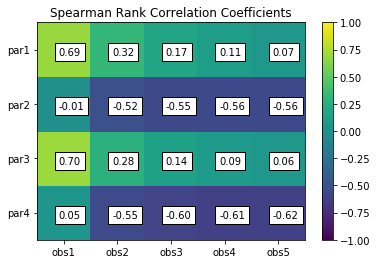 Spearman Rank Correlation Coefficients
par1 0.69 0.32 0.17 0.11 0.07
par2 -0.01 -0.52 -0.55 -0.56 -0.56
par3 0.70 0.28 0.14 0.09 0.06
par4 0.05 -0.55 -0.60 -0.61 -0.62
obs1 obs2 obs3 obs4 obs5
1.00
0.75
0.50
0.25
0.00
−0.25
−0.50
−0.75
−1.00